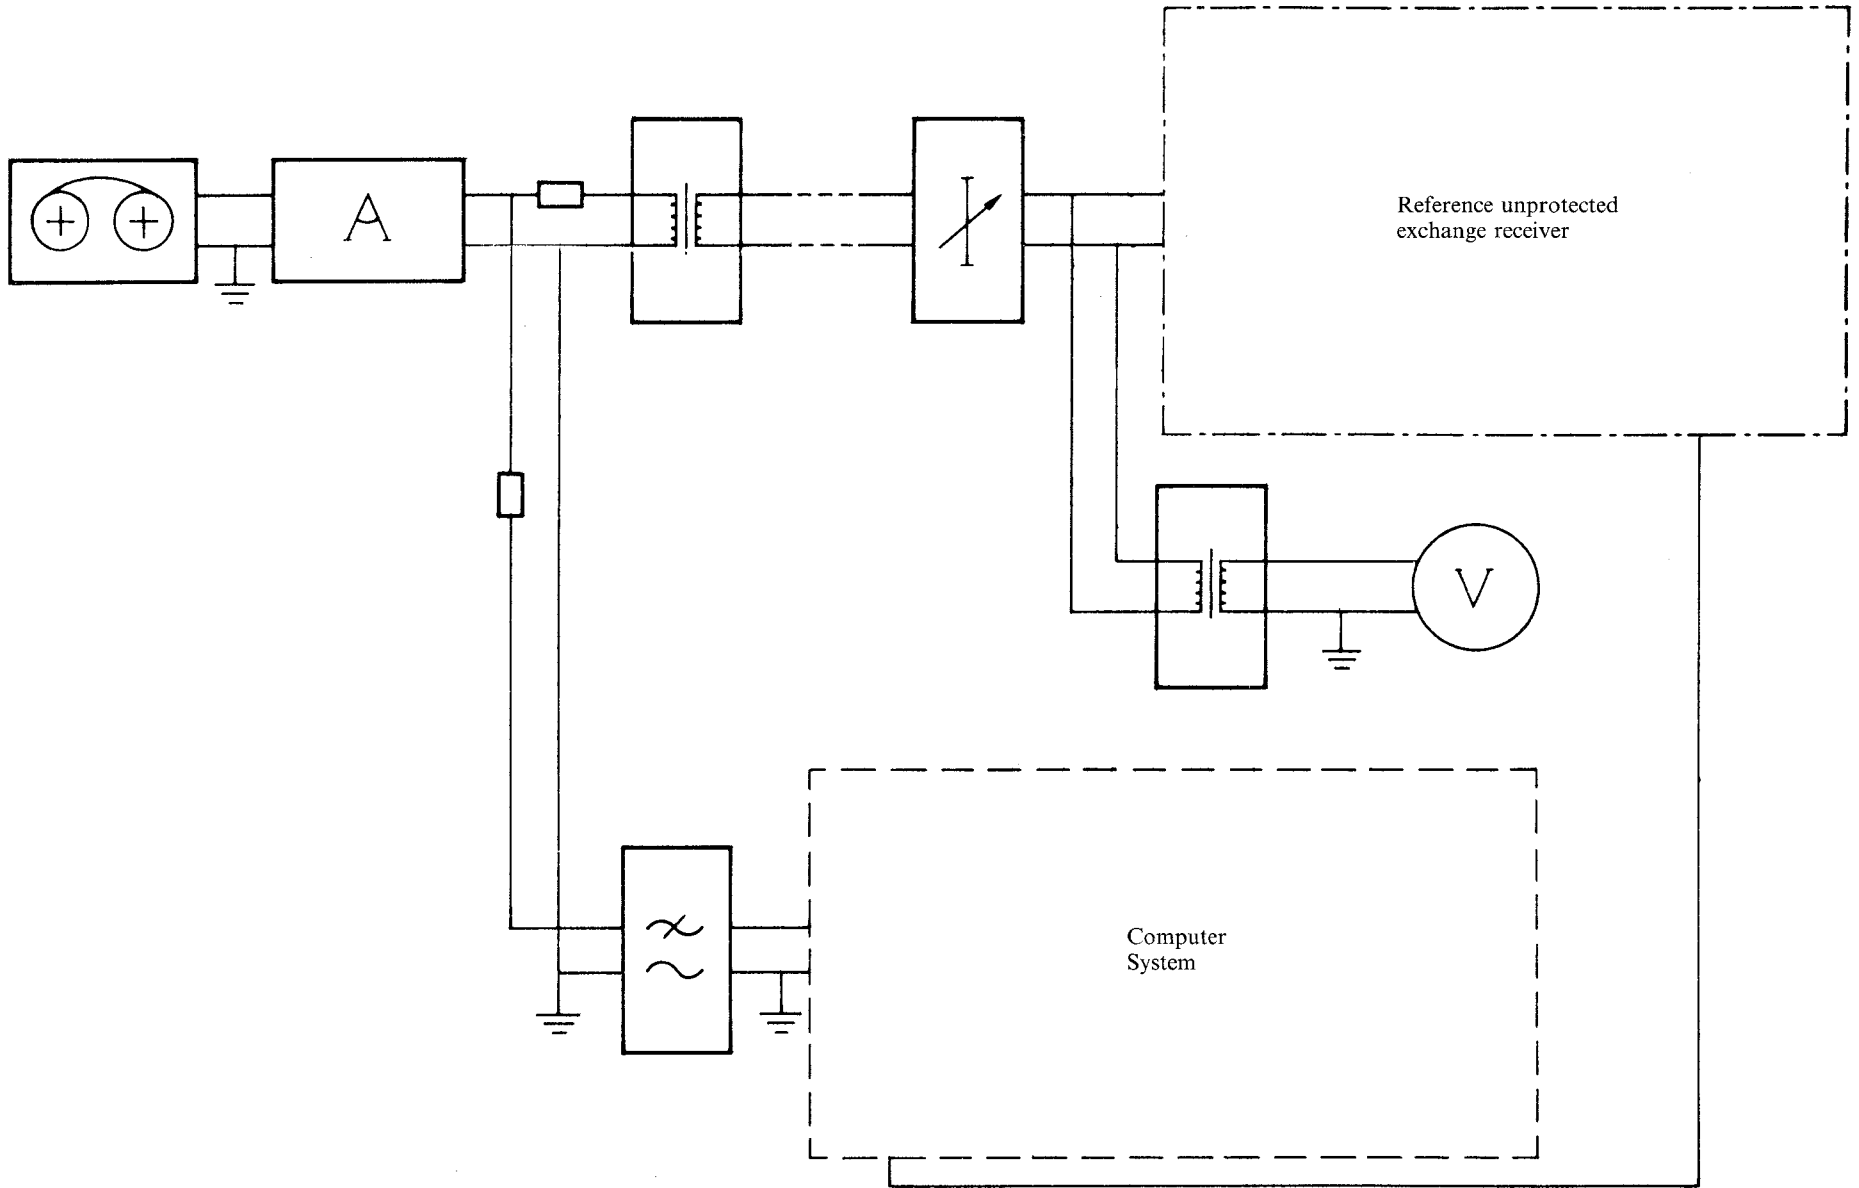 A
Reference unprotected
exchange receiver
V
Computer
System